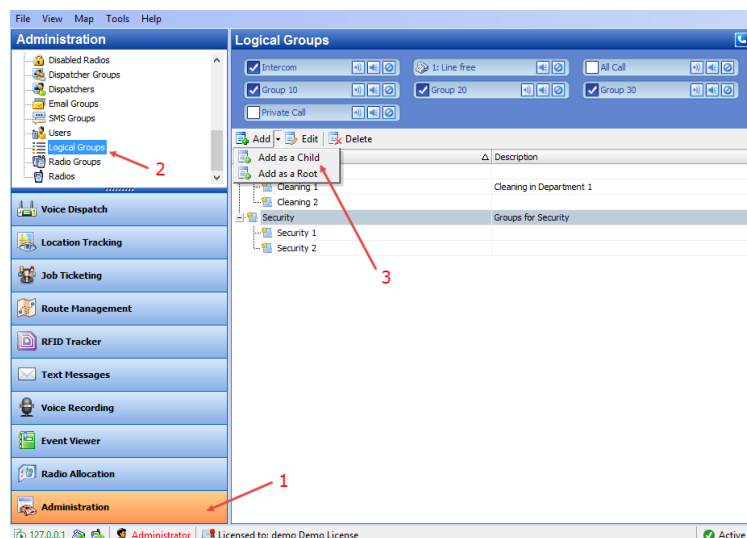 File View Map Tools Help
Administration
Logical Groups
Disabled Radios
Dispatcher Groups
Dispatchers
Email Groups
SMS Groups
Users
Logical Groups
Radio Groups
Radios
2
Intercom
1: Line free
All Call
Group 10
Group 20
Group 30
Private Call
Add Edit Delete
Add as a Child
Add as a Root
Description
Cleaning 1 Cleaning in Department 1
Cleaning 2
Security Groups for Security
Security 1
Security 2
3
Voice Dispatch
Location Tracking
Job Ticketing
Route Management
RFID Tracker
Text Messages
Voice Recording
Event Viewer
Radio Allocation
Administration
1
127.0.0.1 Administrator Licensed to: demo Demo License Active